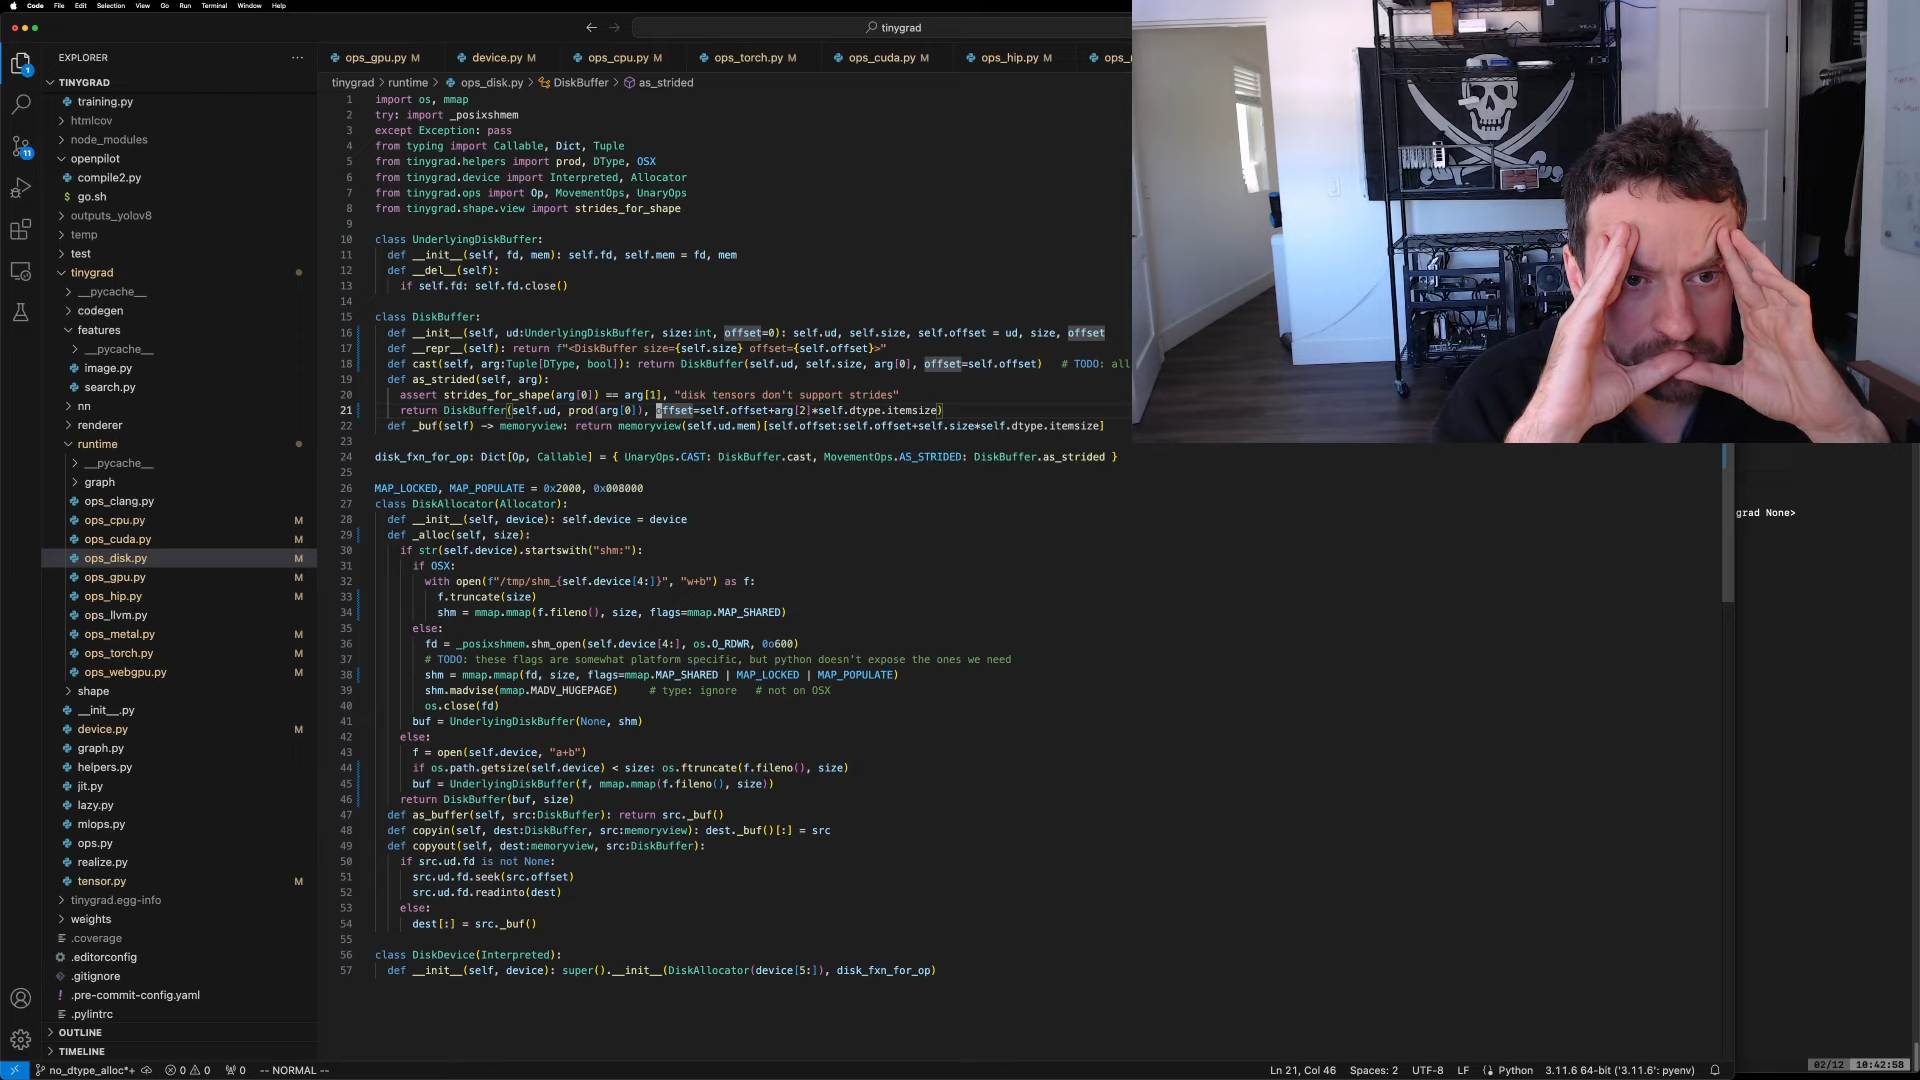 Code File Edit Selection View Go Run Terminal Window Help
tinygrad
EXPLORER
ops_gpu.py M device.py M ops_cpu.py M ops_torch.py M ops_cuda.py M ops_hip.py M
TINYGRAD
tinygrad > runtime > ops_disk.py > DiskBuffer > as_strided
training.py
htmlcov
node_modules
openpilot
compile2.py
$ go.sh
outputs_yolov8
temp
test
tinygrad
__pycache__
codegen
features
__pycache__
image.py
search.py
nn
renderer
runtime
__pycache__
graph
ops_clang.py
ops_cpu.py M
ops_cuda.py M
ops_disk.py M
ops_gpu.py M
ops_hip.py M
ops_llvm.py
ops_metal.py M
ops_torch.py M
ops_webgpu.py M
shape
__init__.py
device.py M
graph.py
helpers.py
jit.py
lazy.py
mlops.py
ops.py
realize.py
tensor.py M
tinygrad.egg-info
weights
.coverage
.editorconfig
.gitignore
! .pre-commit-config.yaml
.pylintrc
OUTLINE
TIMELINE
1 import os, mmap
2 try: import _posixshmem
3 except Exception: pass
4 from typing import Callable, Dict, Tuple
5 from tinygrad.helpers import prod, DType, OSX
6 from tinygrad.device import Interpreted, Allocator
7 from tinygrad.ops import Op, MovementOps, UnaryOps
8 from tinygrad.shape.view import strides_for_shape
9
10 class UnderlyingDiskBuffer:
11 def __init__(self, fd, mem): self.fd, self.mem = fd, mem
12 def __del__(self):
13 if self.fd: self.fd.close()
14
15 class DiskBuffer:
16 def __init__(self, ud:UnderlyingDiskBuffer, size:int, offset=0): self.ud, self.size, self.offset = ud, size, offset
17 def __repr__(self): return f"<DiskBuffer size={self.size} offset={self.offset}>"
18 def cast(self, arg:Tuple[DType, bool]): return DiskBuffer(self.ud, self.size, arg[0], offset=self.offset) # TODO: all
19 def as_strided(self, arg):
20 assert strides_for_shape(arg[0]) == arg[1], "disk tensors don't support strides"
21 return DiskBuffer(self.ud, prod(arg[0]), offset=self.offset+arg[2]*self.dtype.itemsize)
22 def _buf(self) -> memoryview: return memoryview(self.ud.mem)[self.offset:self.offset+self.size*self.dtype.itemsize]
23
24 disk_fxn_for_op: Dict[Op, Callable] = { UnaryOps.CAST: DiskBuffer.cast, MovementOps.AS_STRIDED: DiskBuffer.as_strided }
25
26 MAP_LOCKED, MAP_POPULATE = 0x2000, 0x008000
27 class DiskAllocator(Allocator):
28 def __init__(self, device): self.device = device
29 def _alloc(self, size):
30 if str(self.device).startswith("shm:"):
31 if OSX:
32 with open(f"/tmp/shm_{self.device[4:]}", "w+b") as f:
33 f.truncate(size)
34 shm = mmap.mmap(f.fileno(), size, flags=mmap.MAP_SHARED)
35 else:
36 fd = _posixshmem.shm_open(self.device[4:], os.O_RDWR, 0o600)
37 # TODO: these flags are somewhat platform specific, but python doesn't expose the ones we need
38 shm = mmap.mmap(fd, size, flags=mmap.MAP_SHARED | MAP_LOCKED | MAP_POPULATE)
39 shm.madvise(mmap.MADV_HUGEPAGE) # type: ignore # not on OSX
40 os.close(fd)
41 buf = UnderlyingDiskBuffer(None, shm)
42 else:
43 f = open(self.device, "a+b")
44 if os.path.getsize(self.device) < size: os.ftruncate(f.fileno(), size)
45 buf = UnderlyingDiskBuffer(f, mmap.mmap(f.fileno(), size))
46 return DiskBuffer(buf, size)
47 def as_buffer(self, src:DiskBuffer): return src._buf()
48 def copyin(self, dest:DiskBuffer, src:memoryview): dest._buf()[:] = src
49 def copyout(self, dest:memoryview, src:DiskBuffer):
50 if src.ud.fd is not None:
51 src.ud.fd.seek(src.offset)
52 src.ud.fd.readinto(dest)
53 else:
54 dest[:] = src._buf()
55
56 class DiskDevice(Interpreted):
57 def __init__(self, device): super().__init__(DiskAllocator(device[5:]), disk_fxn_for_op)
grad None>
02/12 10:42:58
no_dtype_alloc*+ 0 0 0 -- NORMAL -- Ln 21, Col 46 Spaces: 2 UTF-8 LF Python 3.11.6 64-bit ('3.11.6': pyenv)
1
11